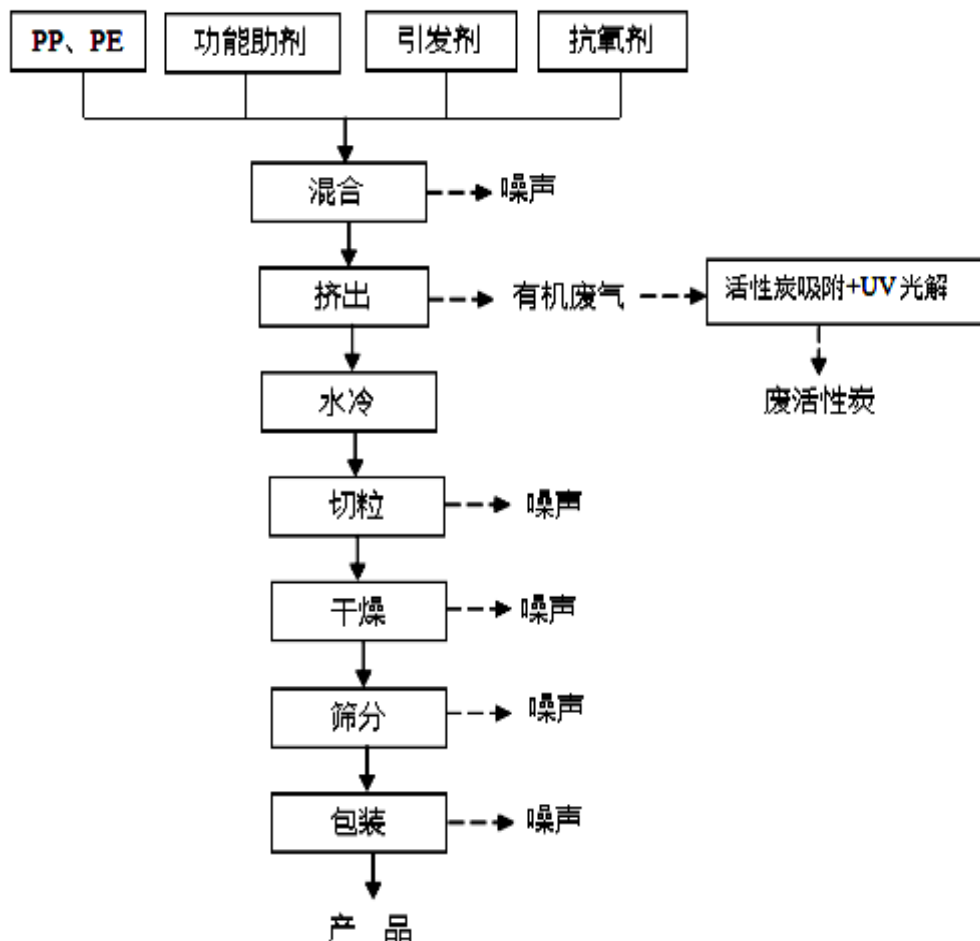 PP、PE
功能助剂
引发剂
抗氧剂
混合
噪声
挤出
有机废气
活性炭吸附+UV光解
水冷
废活性炭
切粒
噪声
干燥
噪声
筛分
噪声
包装
噪声
产 品